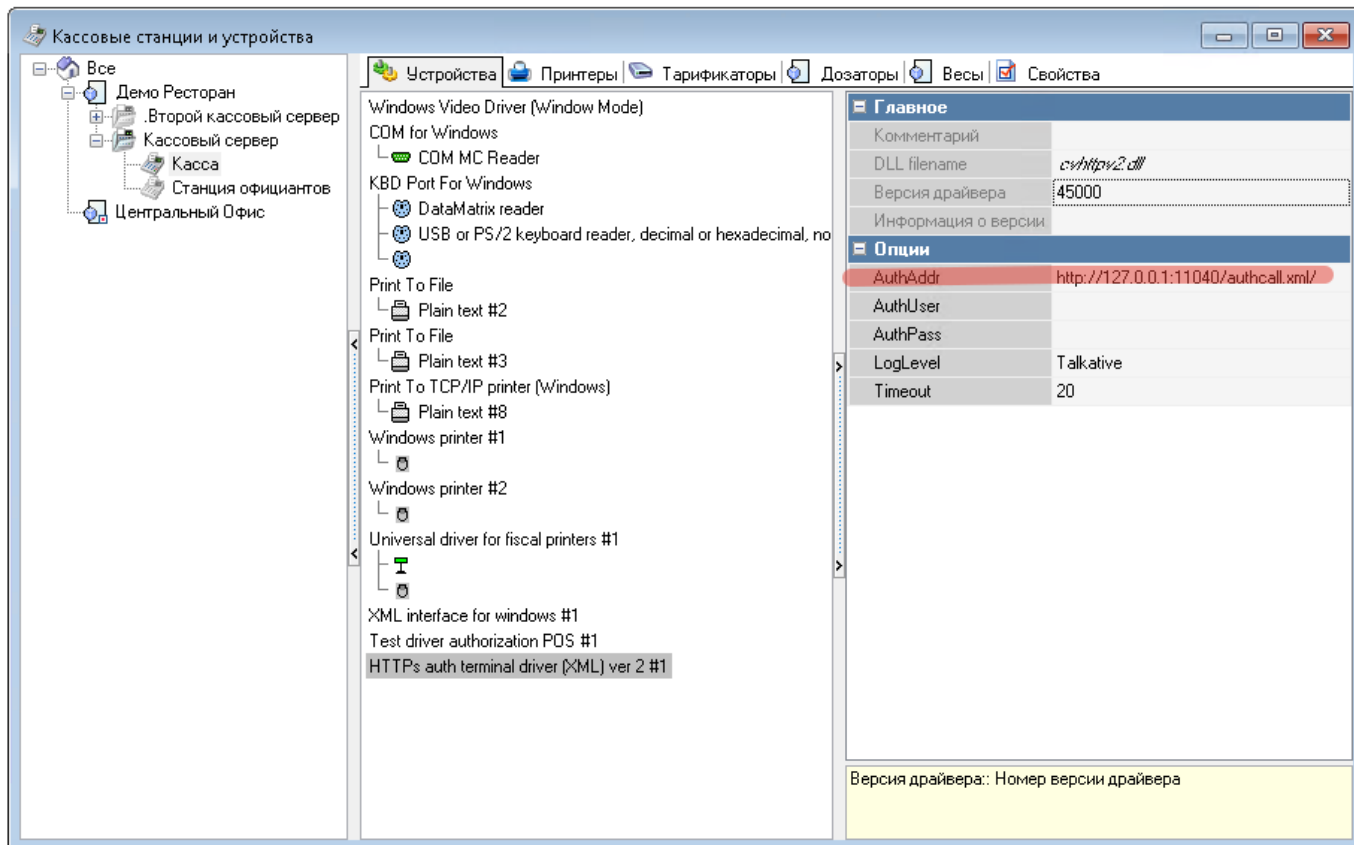 Кассовые станции и устройства
Все
Демо Ресторан
.Второй кассовый сервер
Кассовый сервер
Касса
Станция официантов
Центральный Офис
Устройства Принтеры Тарификаторы Дозаторы Весы Свойства
Windows Video Driver (Window Mode)
COM for Windows
COM MC Reader
KBD Port For Windows
DataMatrix reader
USB or PS/2 keyboard reader, decimal or hexadecimal, no
Print To File
Plain text #2
Print To File
Plain text #3
Print To TCP/IP printer (Windows)
Plain text #8
Windows printer #1
Windows printer #2
Universal driver for fiscal printers #1
XML interface for windows #1
Test driver authorization POS #1
HTTPs auth terminal driver (XML) ver 2 #1
Главное
Комментарий
DLL filename cvhttpv2.dll
Версия драйвера 45000
Информация о версии
Опции
AuthAddr http://127.0.0.1:11040/authcall.xml/
AuthUser
AuthPass
LogLevel Talkative
Timeout 20
Версия драйвера:: Номер версии драйвера